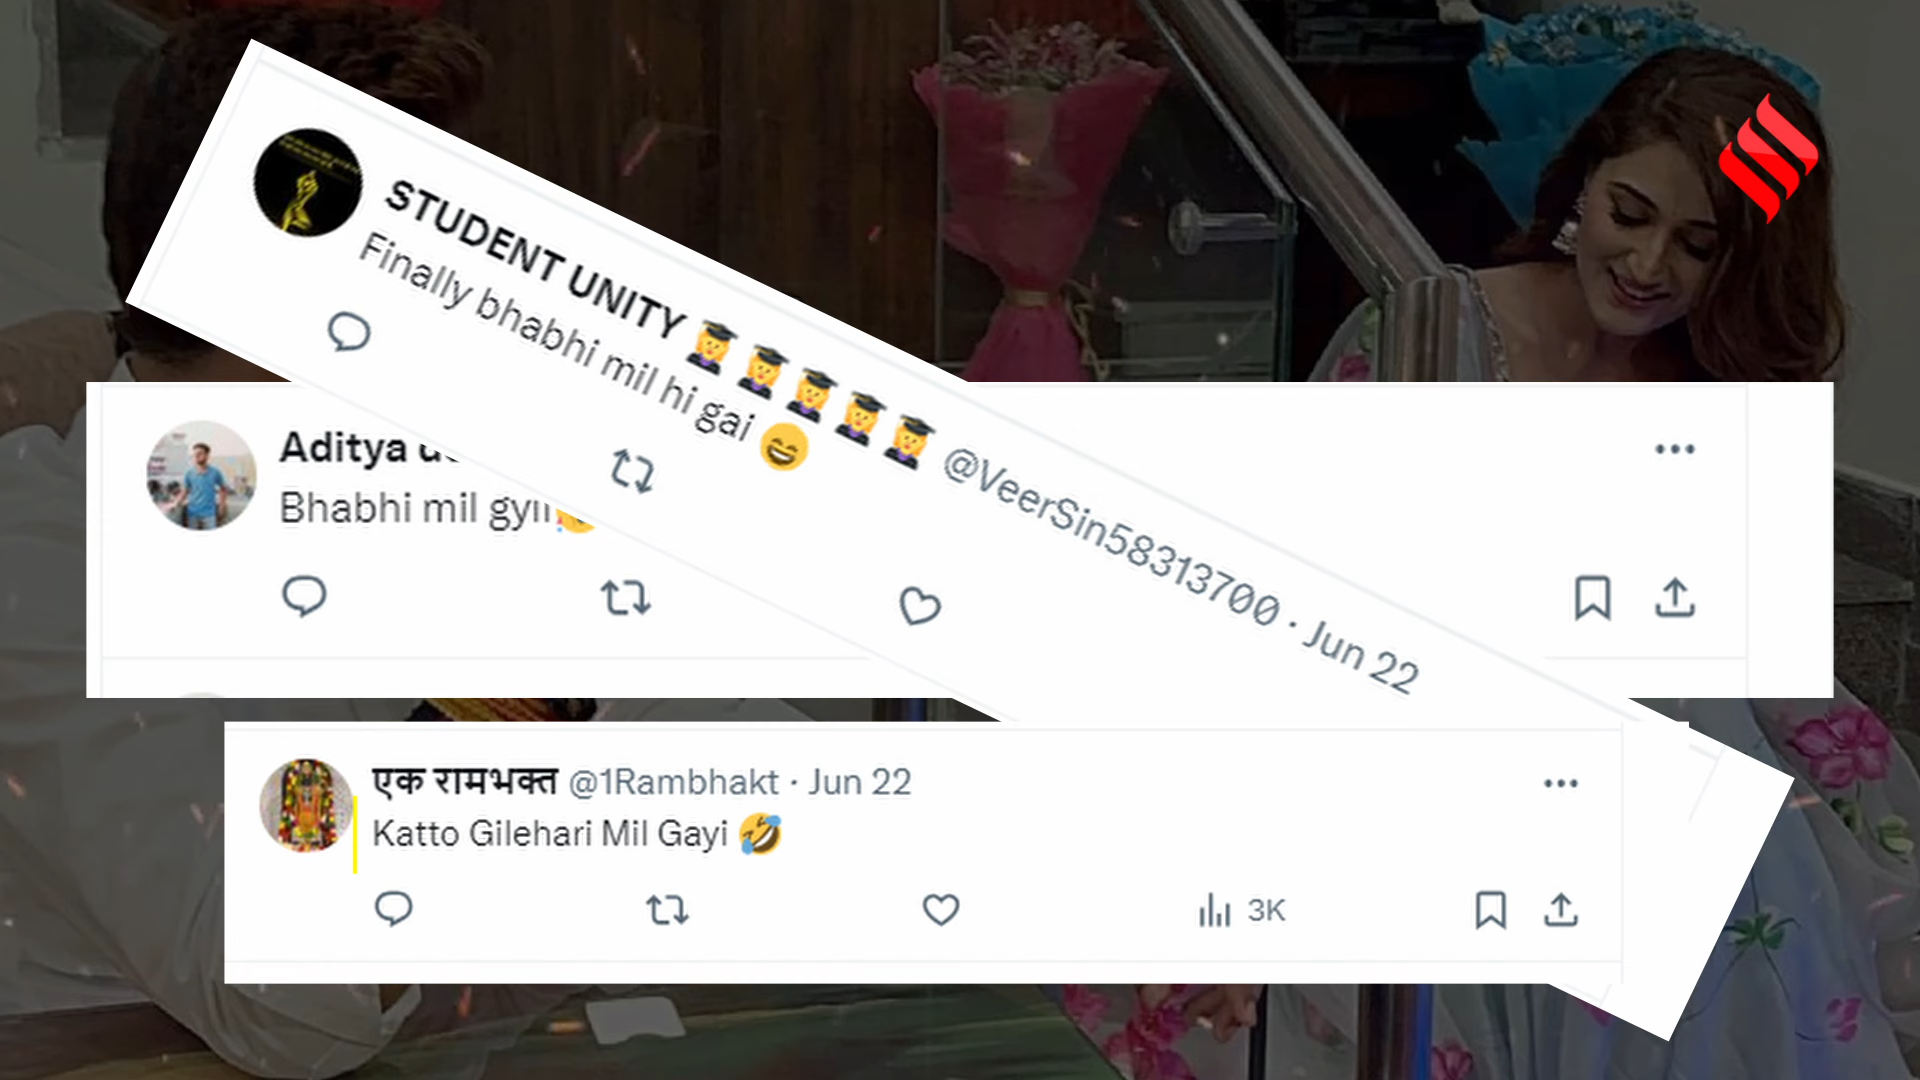 STUDENT UNITY 👩‍🎓👩‍🎓👩‍🎓👩‍🎓👩‍🎓 @VeerSin58313700 · Jun 22
Finally bhabhi mil hi gai 😄
Aditya
Bhabhi mil gyii
एक रामभक्त @1Rambhakt · Jun 22
Katto Gilehari Mil Gayi 🤣
3K